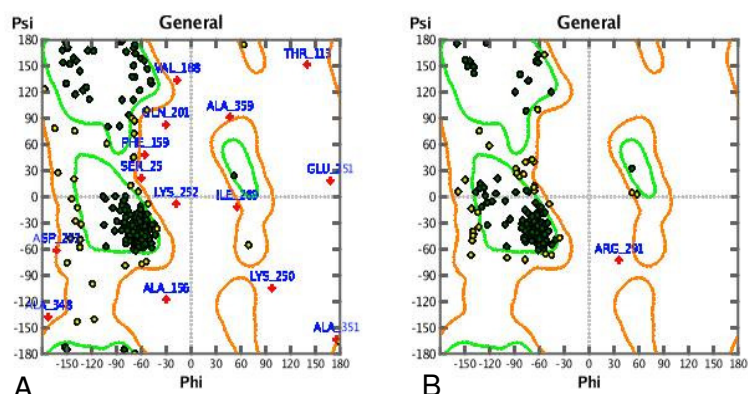 Psi General
180
150
120
90
60
30
0
-30
-60
-90
-120
-150
-180
THR_113
VAL_188
GLN_201
ALA_359
PHE_159
SER_25
LYS_252
LYS_250
ALA_156
ALA_351
-150 -120 -90 -60 -30 0 30 60 90 120 150 180
Phi
A
Psi General
180
150
120
90
60
30
0
-30
-60
-90
-120
-150
-180
ARG_291
-180 -150 -120 -90 -60 -30 0 30 60 90 120 150 180
Phi
B